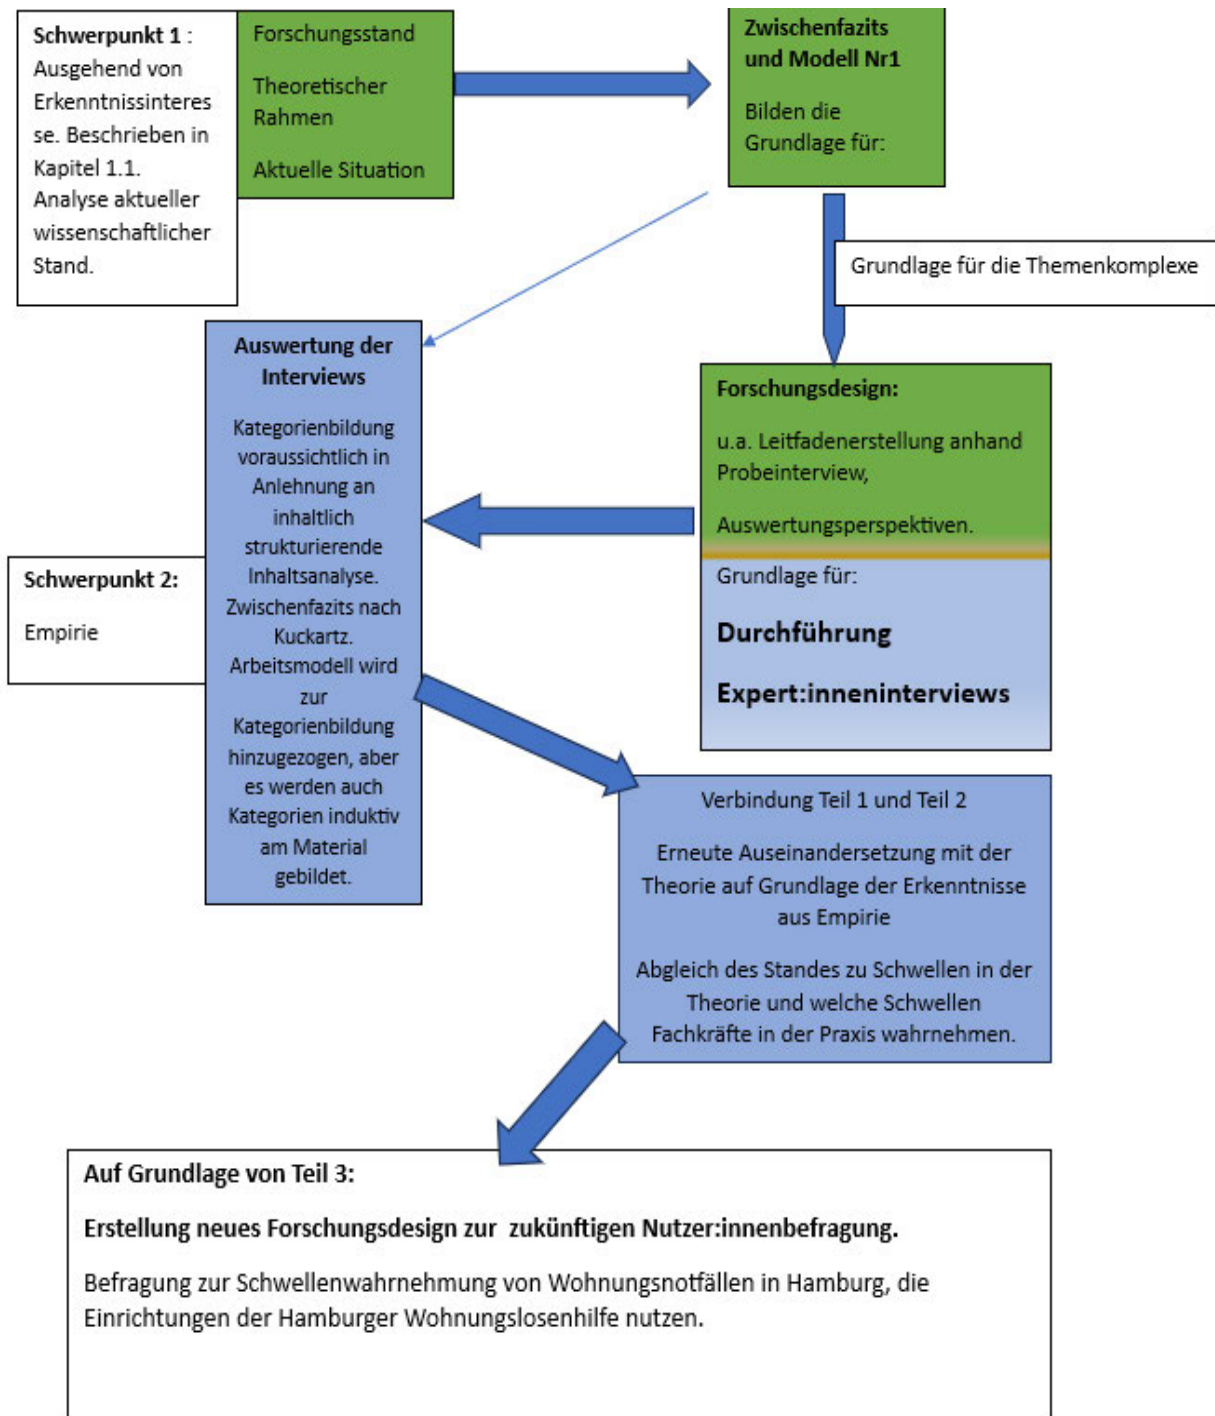 Schwerpunkt 1 :
Ausgehend von
Erkenntnissinteres
se. Beschrieben in
Kapitel 1.1.
Analyse aktueller
wissenschaftlicher
Stand.
Forschungsstand
Theoretischer
Rahmen
Aktuelle Situation
Zwischenfazits
und Modell Nr1
Bilden die
Grundlage für:
Grundlage für die Themenkomplexe
Forschungsdesign:
u.a. Leitfadenerstellung anhand
Probeinterview,
Auswertungsperspektiven.
Grundlage für:
Durchführung
Expert:inneninterviews
Schwerpunkt 2:
Empirie
Auswertung der
Interviews
Kategorienbildung
voraussichtlich in
Anlehnung an
inhaltlich
strukturierende
Inhaltsanalyse.
Zwischenfazits nach
Kuckartz.
Arbeitsmodell wird
zur
Kategorienbildung
hinzugezogen, aber
es werden auch
Kategorien induktiv
am Material
gebildet.
Verbindung Teil 1 und Teil 2
Erneute Auseinandersetzung mit der
Theorie auf Grundlage der Erkenntnisse
aus Empirie
Abgleich des Standes zu Schwellen in der
Theorie und welche Schwellen
Fachkräfte in der Praxis wahrnehmen.
Auf Grundlage von Teil 3:
Erstellung neues Forschungsdesign zur  zukünftigen Nutzer:innenbefragung.
Befragung zur Schwellenwahrnehmung von Wohnungsnotfällen in Hamburg, die
Einrichtungen der Hamburger Wohnungslosenhilfe nutzen.